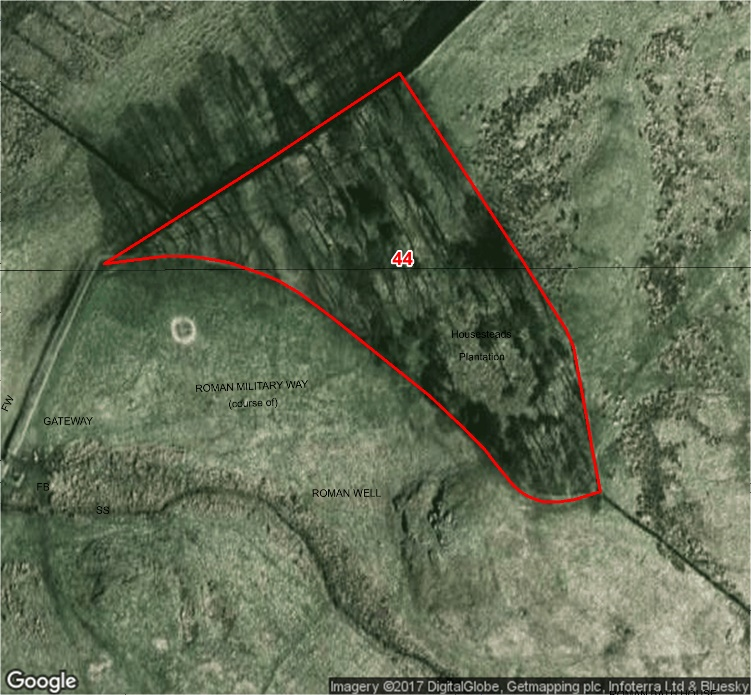 44
Housesteads
Plantation
ROMAN MILITARY WAY
(course of)
FW
GATEWAY
ROMAN WELL
FB
SS
Google
Imagery ©2017 DigitalGlobe, Getmapping plc, Infoterra Ltd & Bluesky